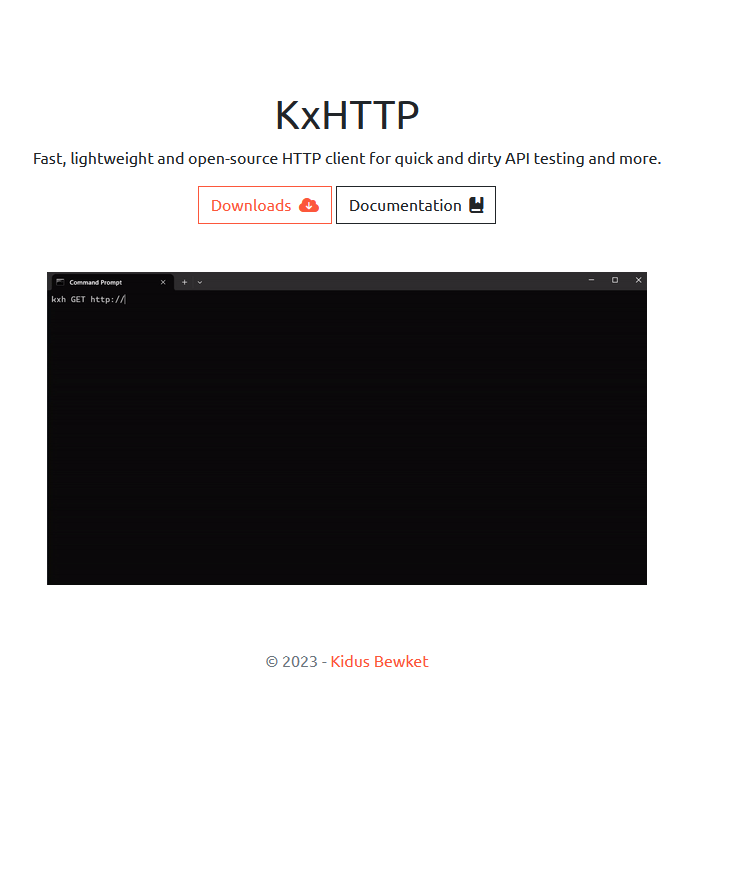 KxHTTP
Fast, lightweight and open-source HTTP client for quick and dirty API testing and more.
Downloads
Documentation
Command Prompt
kxh GET http://
© 2023 - Kidus Bewket